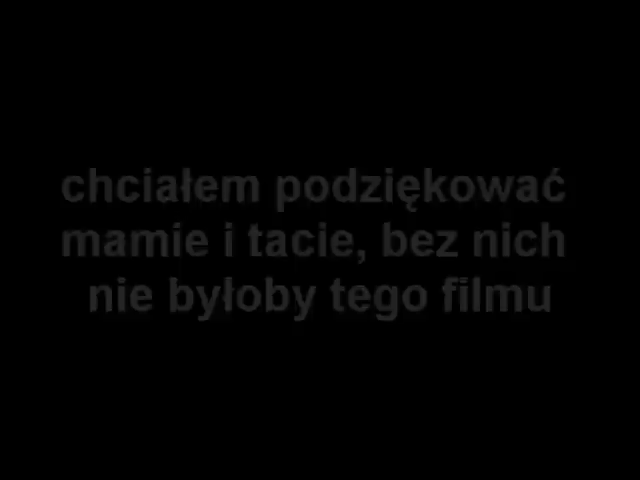 chciałem podziękować
mamie i tacie, bez nich
nie byłoby tego filmu